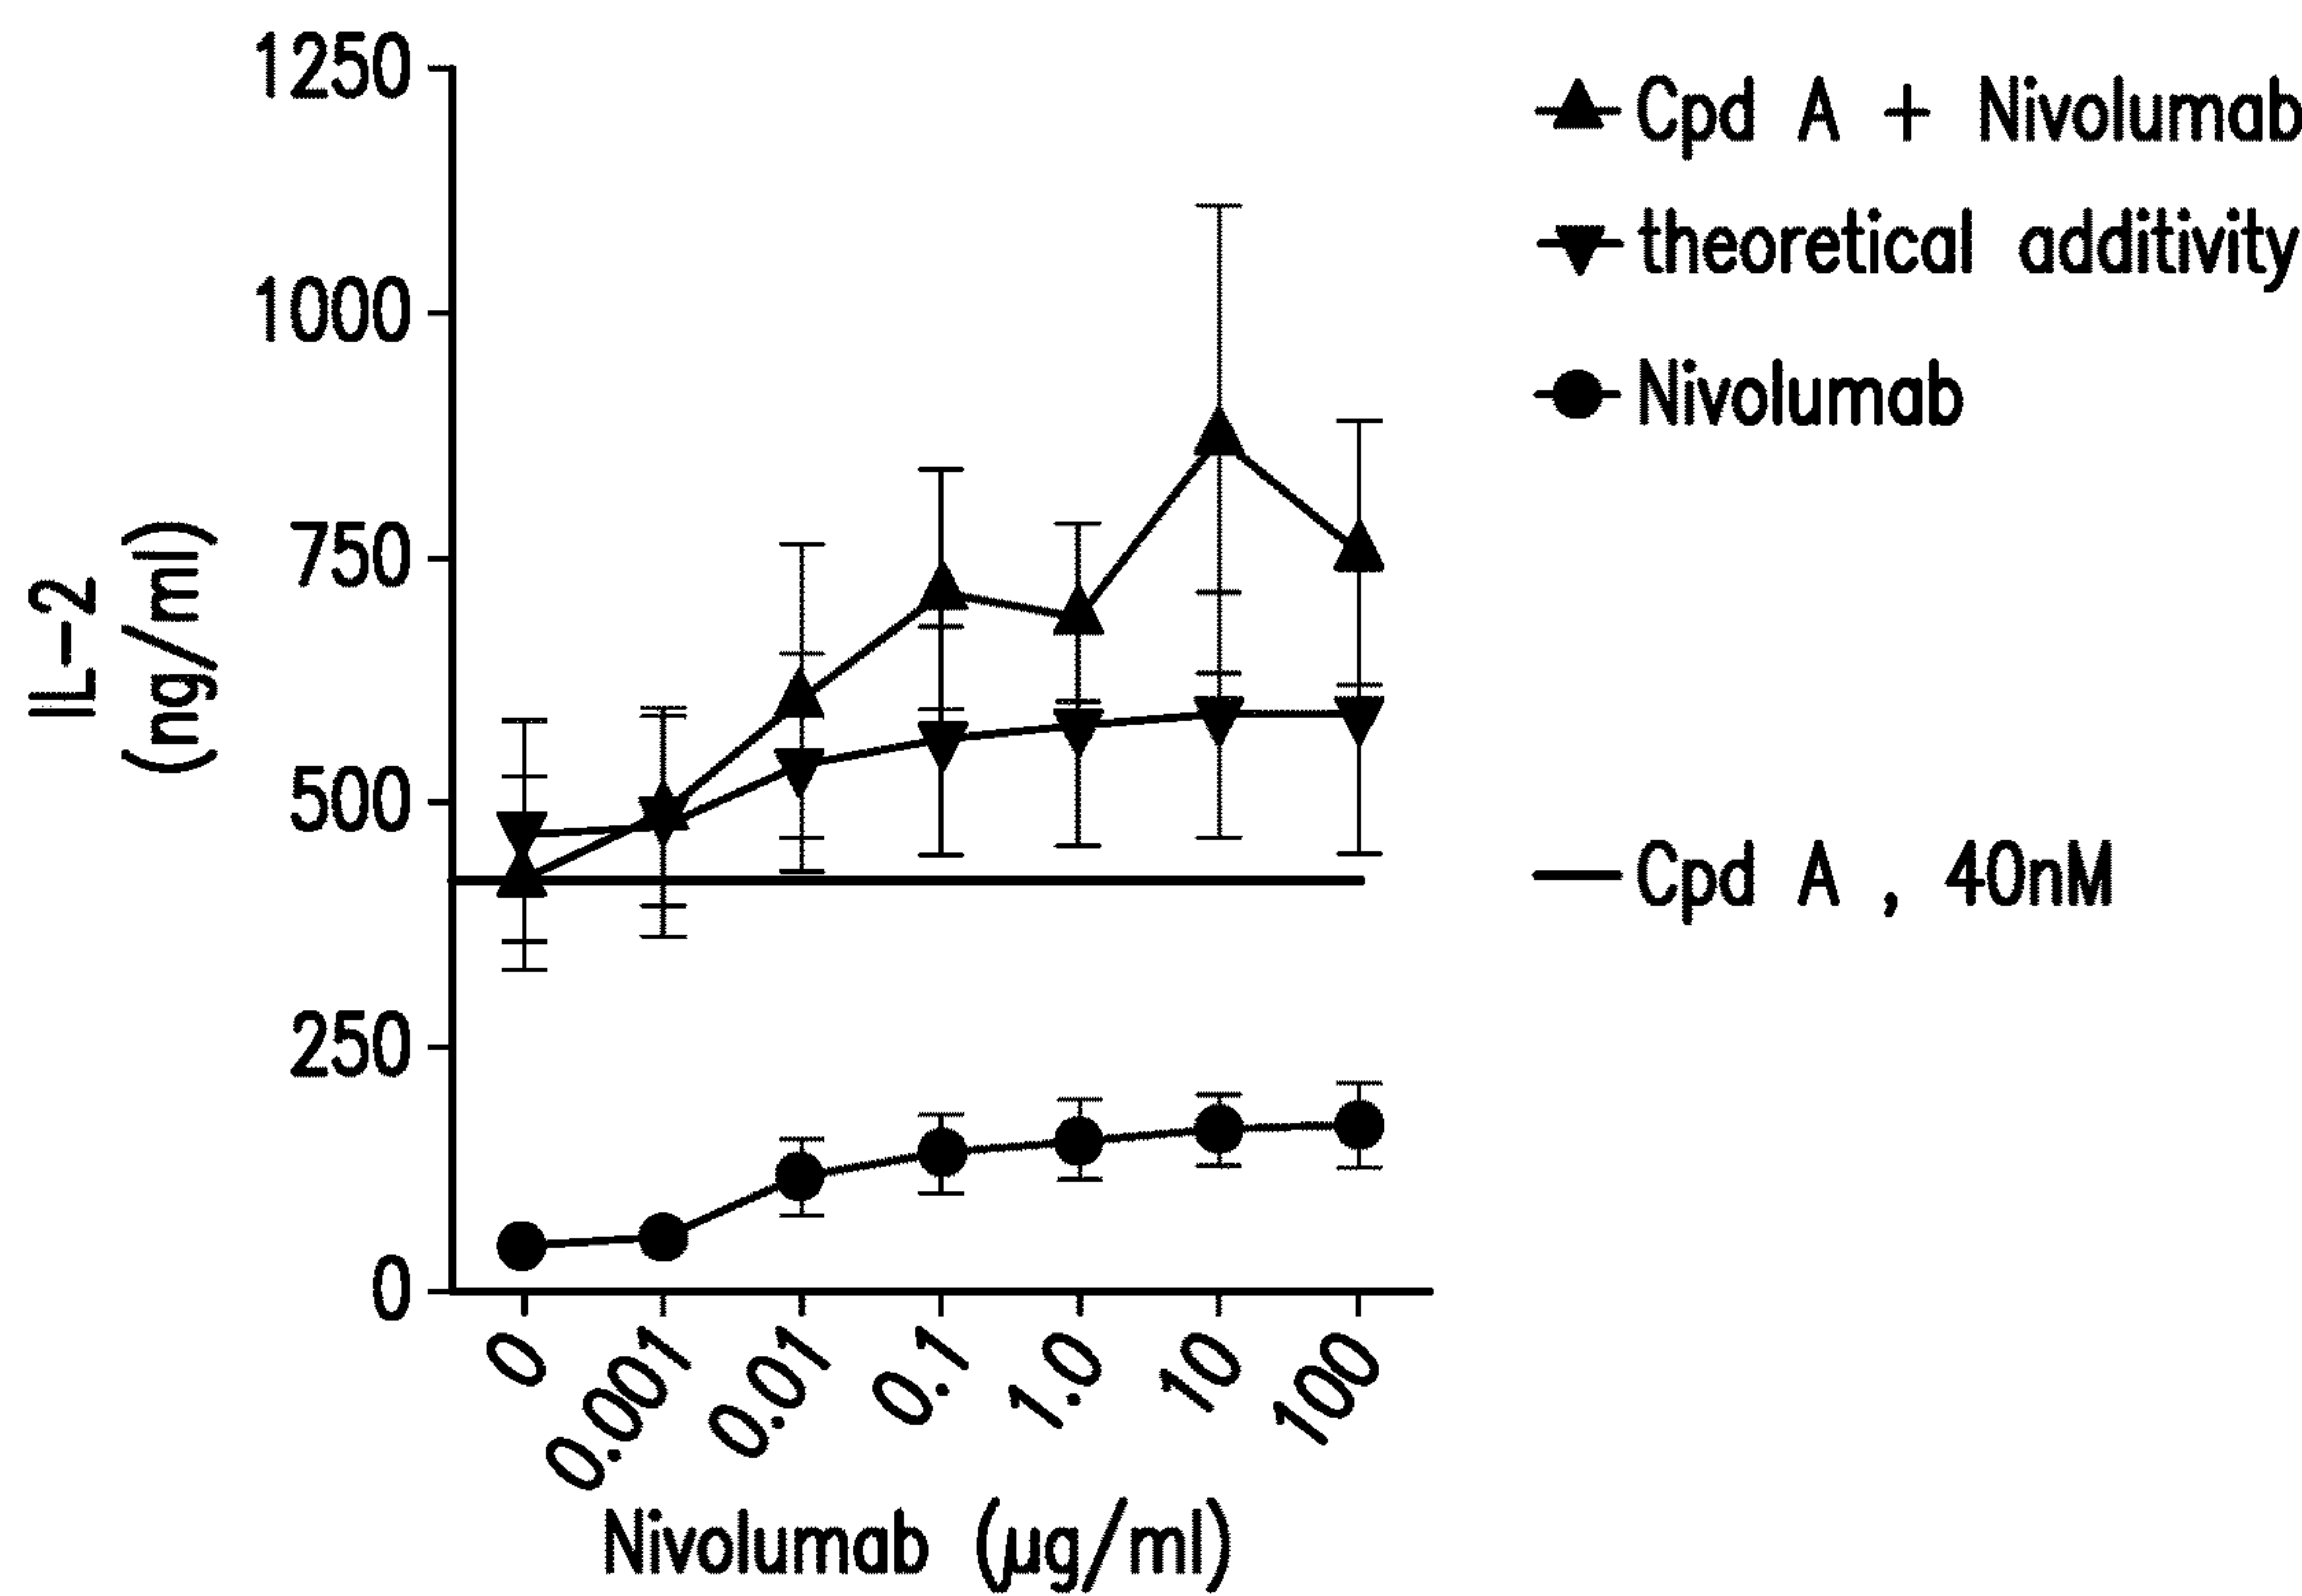 1250
1000
750
500
250
0
IL-2
(ng/ml)
0
0.001
0.01
0.1
1.0
10
100
Nivolumab (µg/ml)
Cpd A + Nivolumab
theoretical additivity
Nivolumab
Cpd A , 40nM